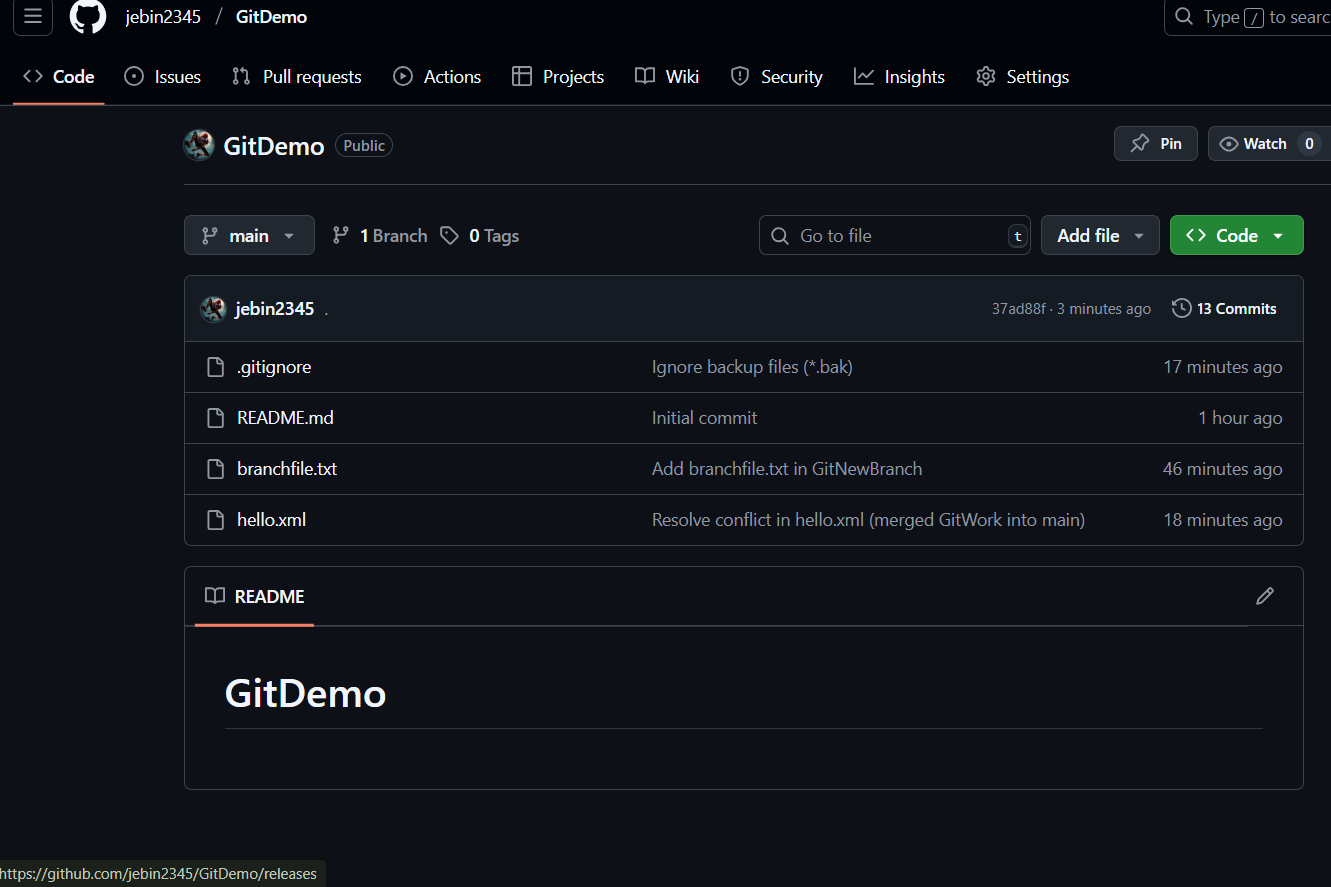 jebin2345 / GitDemo
Type / to searc
Code Issues Pull requests Actions Projects Wiki Security Insights Settings
GitDemo Public
Pin Watch 0
main 1 Branch 0 Tags Go to file t Add file Code
jebin2345 . 37ad88f · 3 minutes ago 13 Commits
.gitignore Ignore backup files (*.bak) 17 minutes ago
README.md Initial commit 1 hour ago
branchfile.txt Add branchfile.txt in GitNewBranch 46 minutes ago
hello.xml Resolve conflict in hello.xml (merged GitWork into main) 18 minutes ago
README
GitDemo
https://github.com/jebin2345/GitDemo/releases